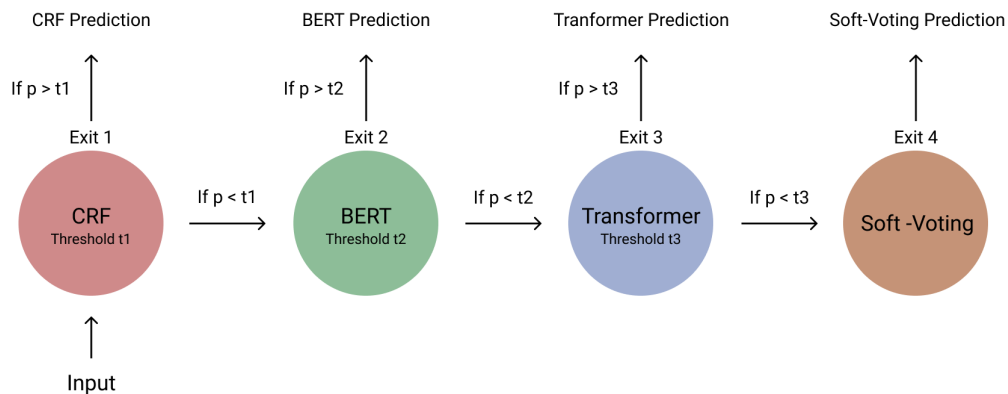 CRF Prediction
BERT Prediction
Tranformer Prediction
Soft-Voting Prediction
If p > t1
If p > t2
If p > t3
Exit 1
Exit 2
Exit 3
Exit 4
If p < t1
If p < t2
If p < t3
CRF
Threshold t1
BERT
Threshold t2
Transformer
Threshold t3
Soft -Voting
Input